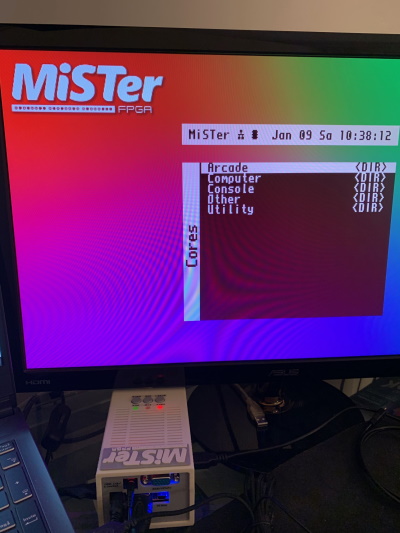 MiSTer
FPGA
MiSTer Jan 09 Sa 10:38:12
Arcade <DIR>
Computer <DIR>
Console <DIR>
Other <DIR>
Utility <DIR>
Cores
ASUS
MiSTer